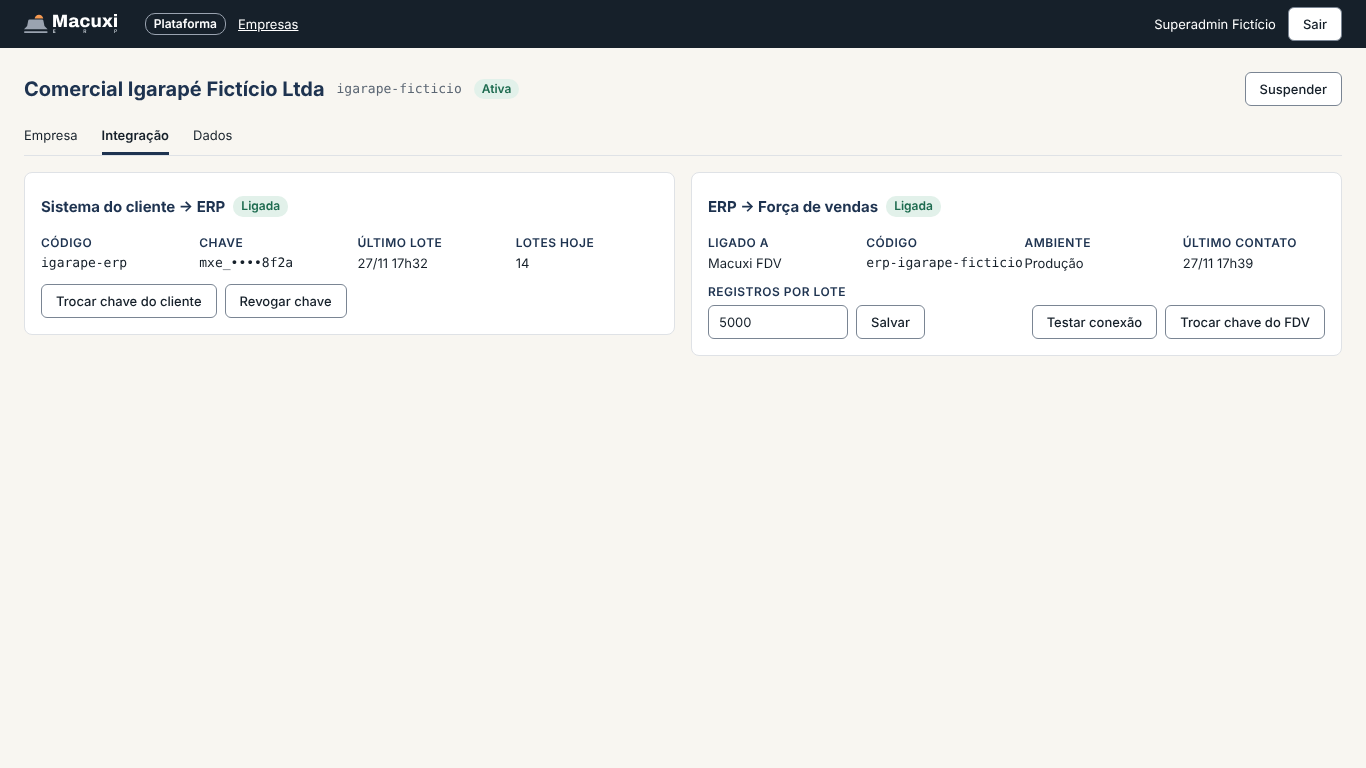 Macuxi
E R P
Plataforma
Empresas
Superadmin Fictício
Sair
Comercial Igarapé Fictício Ltda
igarape-ficticio
Ativa
Suspender
Empresa
Integração
Dados
Sistema do cliente → ERP
Ligada
CÓDIGO
CHAVE
ÚLTIMO LOTE
LOTES HOJE
igarape-erp
mxe_••••8f2a
27/11 17h32
14
Trocar chave do cliente
Revogar chave
ERP → Força de vendas
Ligada
LIGADO A
CÓDIGO
AMBIENTE
ÚLTIMO CONTATO
Macuxi FDV
erp-igarape-ficticio
Produção
27/11 17h39
REGISTROS POR LOTE
5000
Salvar
Testar conexão
Trocar chave do FDV